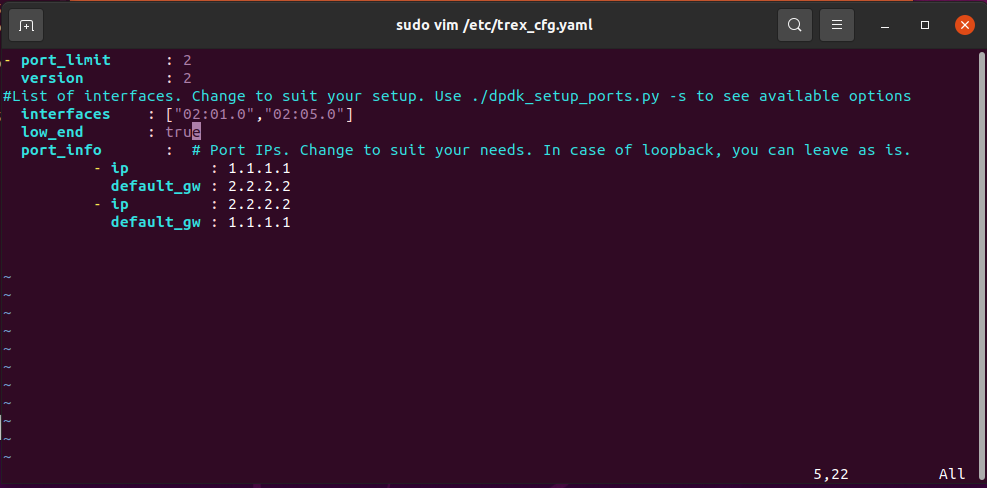 sudo vim /etc/trex_cfg.yaml
- port_limit      : 2
  version         : 2
#List of interfaces. Change to suit your setup. Use ./dpdk_setup_ports.py -s to see available options
  interfaces    : ["02:01.0","02:05.0"]
  low_end       : true
  port_info       :  # Port IPs. Change to suit your needs. In case of loopback, you can leave as is.
          - ip         : 1.1.1.1
            default_gw : 2.2.2.2
          - ip         : 2.2.2.2
            default_gw : 1.1.1.1
~
~
~
~
~
~
~
~
~
~
~
5,22 All